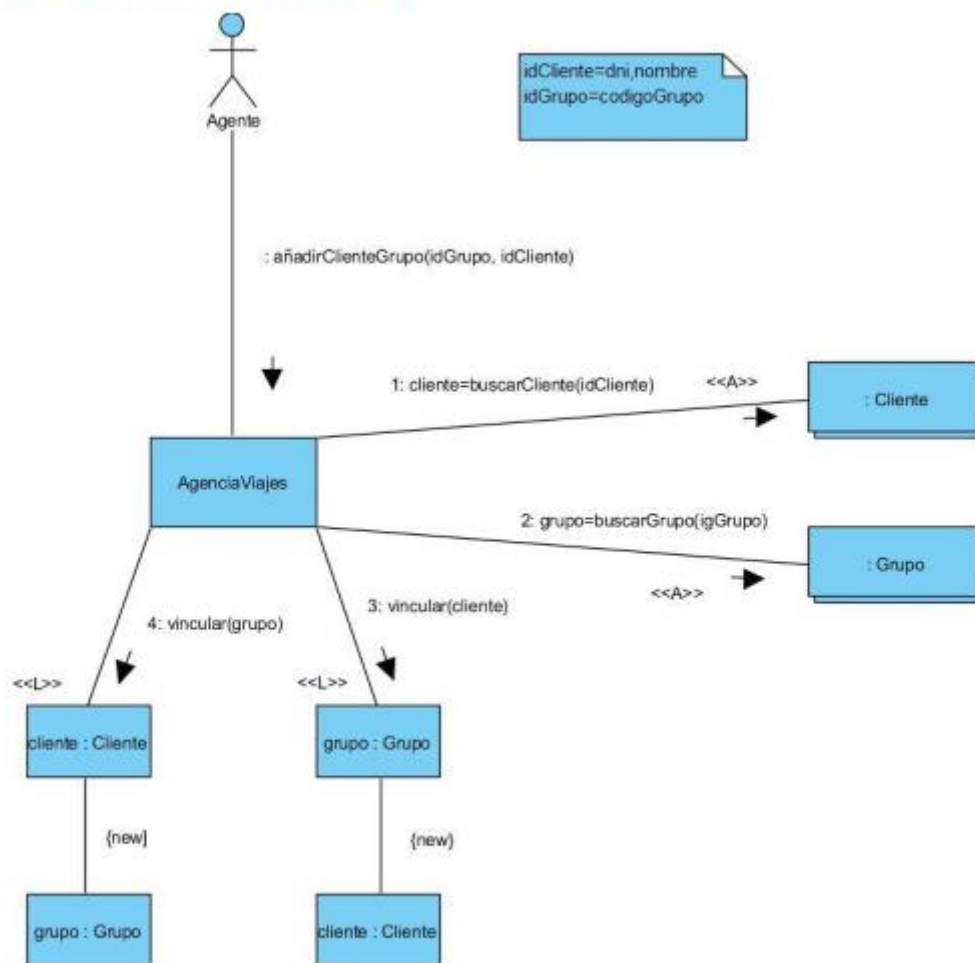 idCliente=dni,nombre
idGrupo=codigoGrupo
Agente
: añadirClienteGrupo(idGrupo, idCliente)
1: cliente=buscarCliente(idCliente)
<<A>>
: Cliente
AgenciaViajes
2: grupo=buscarGrupo(igGrupo)
: Grupo
<<A>>
3: vincular(cliente)
4: vincular(grupo)
<<L>>
<<L>>
cliente : Cliente
grupo : Grupo
{new]
{new)
grupo : Grupo
cliente : Cliente